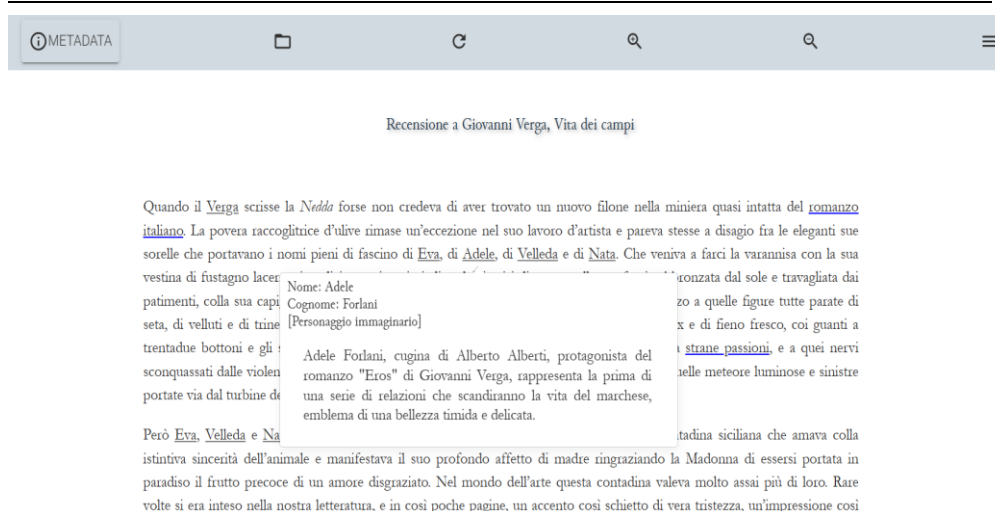 METADATA
Recensione a Giovanni Verga, Vita dei campi
Quando il Verga scrisse la Nedda forse non credeva di aver trovato un nuovo filone nella miniera quasi intatta del romanzo
italiano. La povera raccoglitrice d'ulive rimase un'eccezione nel suo lavoro d'artista e pareva stesse a disagio fra le eleganti sue
sorelle che portavano i nomi pieni di fascino di Eva, di Adele, di Velleda e di Nata. Che veniva a farci la varannisa con la sua
vestina di fustagno lacer bronzata dal sole e travagliata dai
Nome: Adele
Cognome: Forlani
[Personaggio immaginario]
Adele Forlani, cugina di Alberto Alberti, protagonista del
romanzo "Eros" di Giovanni Verga, rappresenta la prima di
una serie di relazioni che scandiranno la vita del marchese,
emblema di una bellezza timida e delicata.
patimenti, colla sua capi zo a quelle figure tutte parate di
seta, di velluti e di trine x e di fieno fresco, coi guanti a
trentadue bottoni e gli strane passioni, e a quei nervi
sconquassati dalle violen uelle meteore luminose e sinistre
portate via dal turbine de
Però Eva, Velleda e Na tadina siciliana che amava colla
istintiva sincerità dell'animale e manifestava il suo profondo affetto di madre ringraziando la Madonna di essersi portata in
paradiso il frutto precoce di un amore disgraziato. Nel mondo dell'arte questa contadina valeva molto assai più di loro. Rare
volte si era inteso nella nostra letteratura, e in così poche pagine, un accento così schietto di vera tristezza, un'impressione così